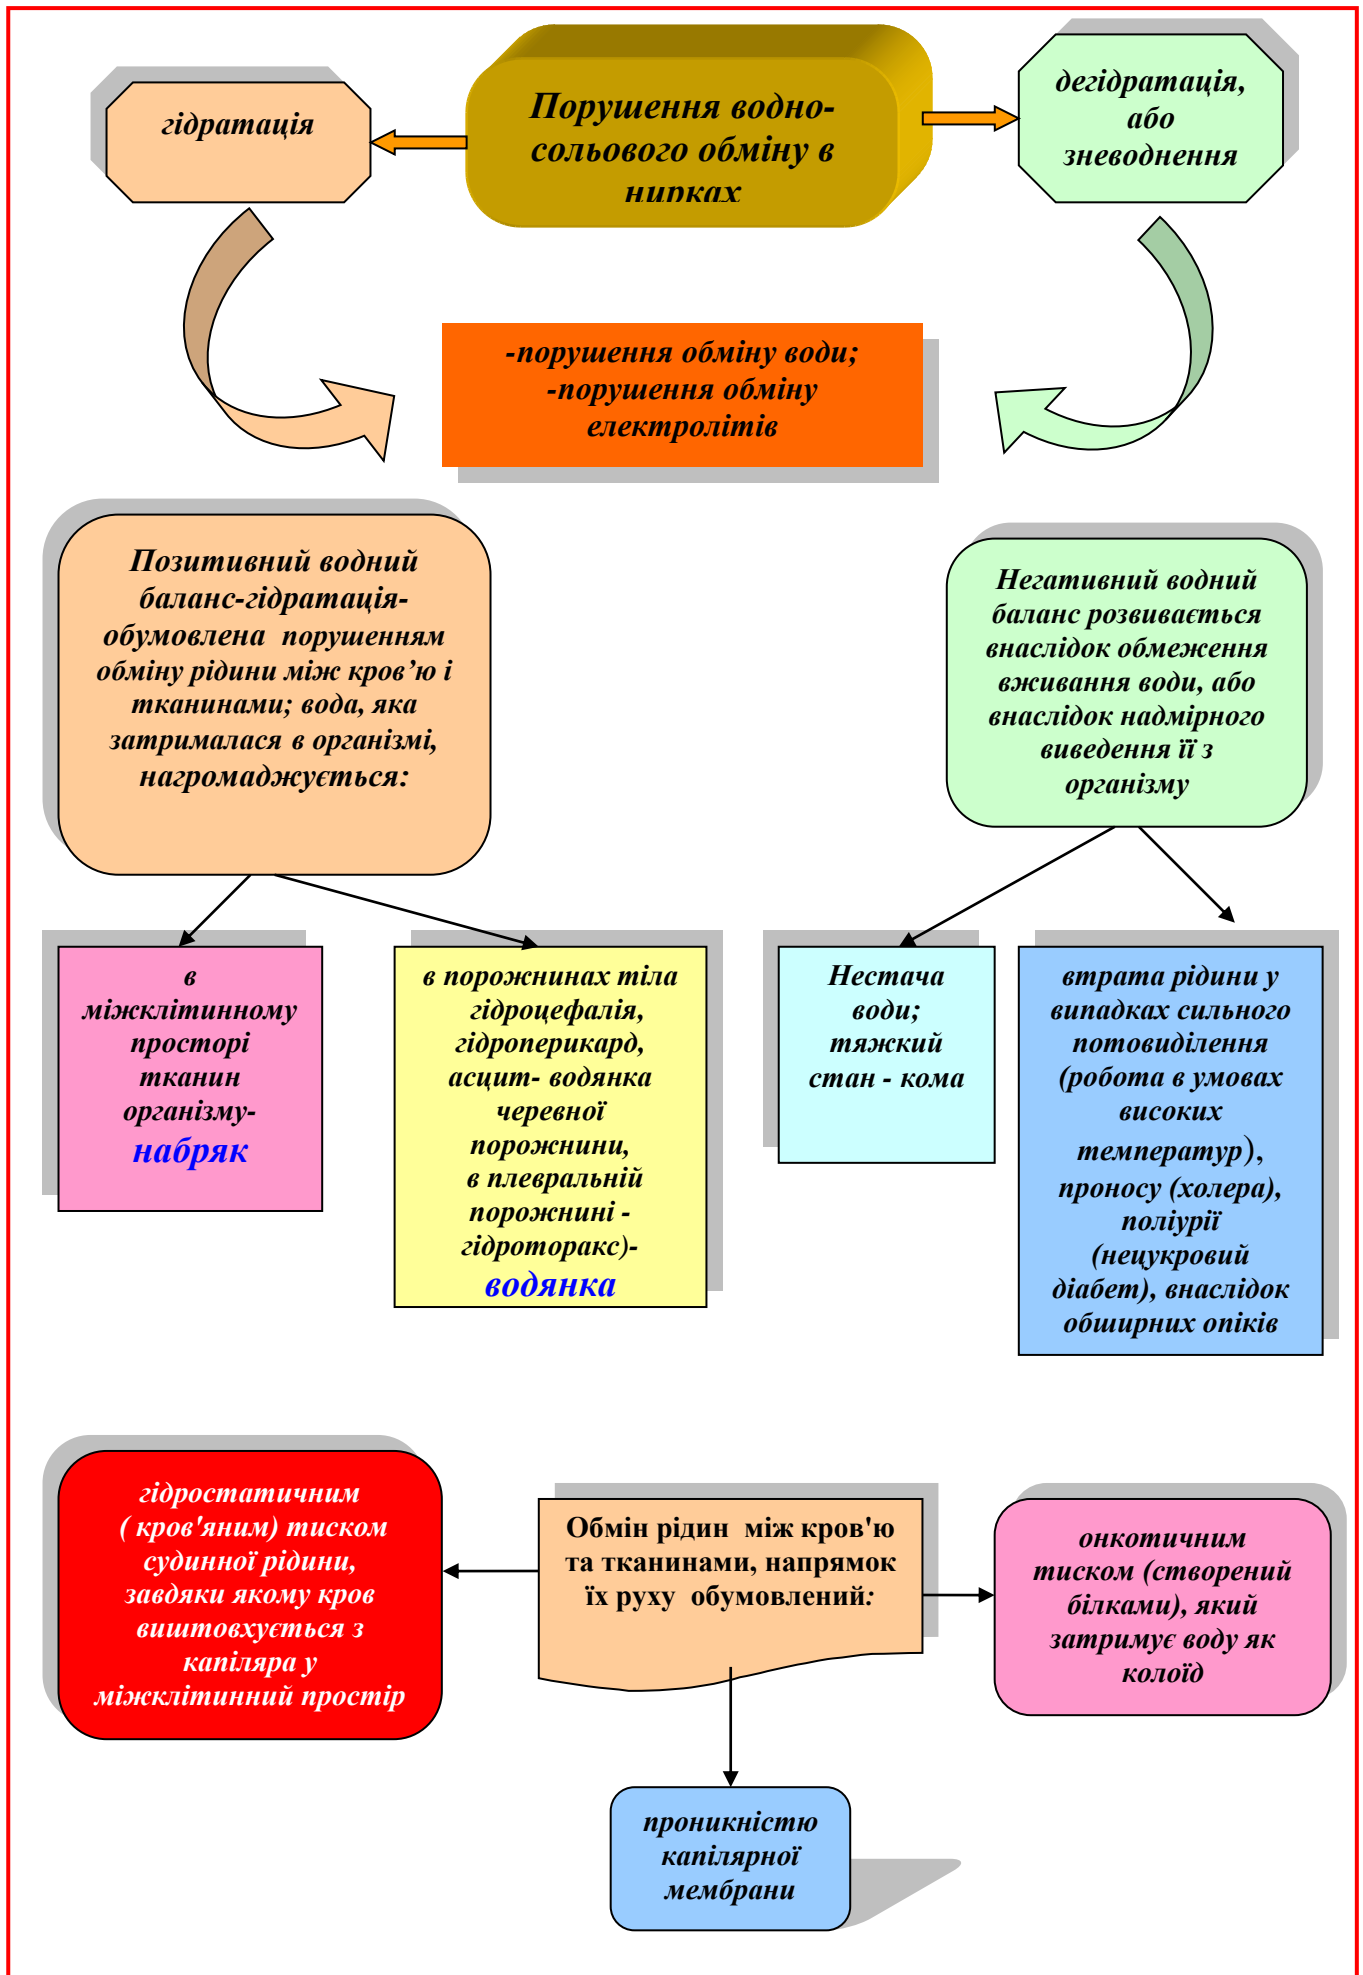 гідратація
Порушення водно-
сольового обміну в
нирках
дегідратація,
або
зневоднення
-порушення обміну води;
-порушення обміну
електролітів
Позитивний водний
баланс-гідратація-
обумовлена порушенням
обміну рідини між кров’ю і
тканинами; вода, яка
затрималася в організмі,
нагромаджується:
Негативний водний
баланс розвивається
внаслідок обмеження
вживання води, або
внаслідок надмірного
виведення її з
організму
в
міжклітинному
просторі
тканин
організму-
набряк
в порожнинах тіла
гідроцефалія,
гідроперикард,
асцит- водянка
черевної
порожнини,
в плевральній
порожнині -
гідроторакс)-
водянка
Нестача
води;
тяжкий
стан - кома
втрата рідини у
випадках сильного
потовиділення
(робота в умовах
високих
температур),
проносу (холера),
поліурії
(нецукровий
діабет), внаслідок
обширних опіків
гідростатичним
( кров'яним) тиском
судинної рідини,
завдяки якому кров
виштовхується з
капіляра у
міжклітинний простір
Обмін рідин між кров'ю
та тканинами, напрямок
їх руху обумовлений:
онкотичним
тиском (створений
білками), який
затримує воду як
колоїд
проникністю
капілярної
мембрани